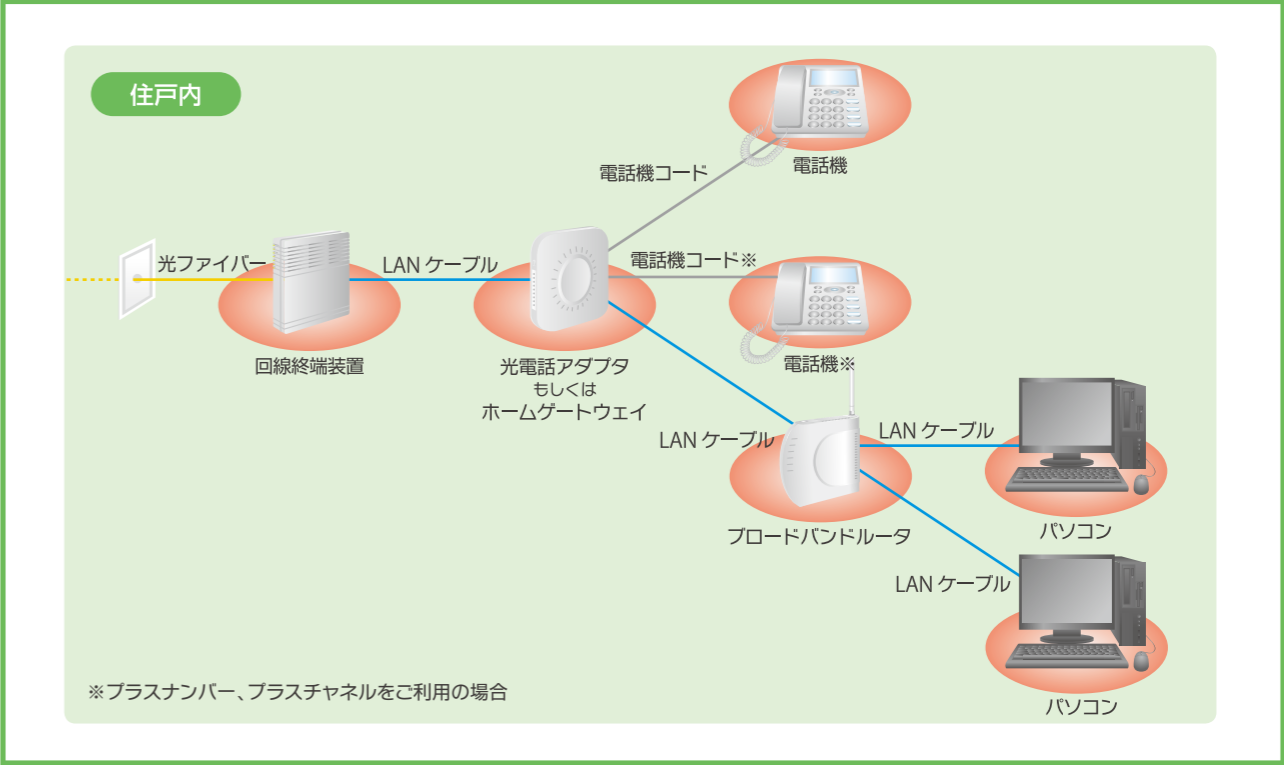 住戸内
電話機コード
電話機
光ファイバー
LAN ケーブル
電話機コード※
回線終端装置
光電話アダプタ
もしくは
ホームゲートウェイ
電話機※
LAN ケーブル
LAN ケーブル
ブロードバンドルータ
パソコン
LAN ケーブル
パソコン
※プラスナンバー、プラスチャネルをご利用の場合